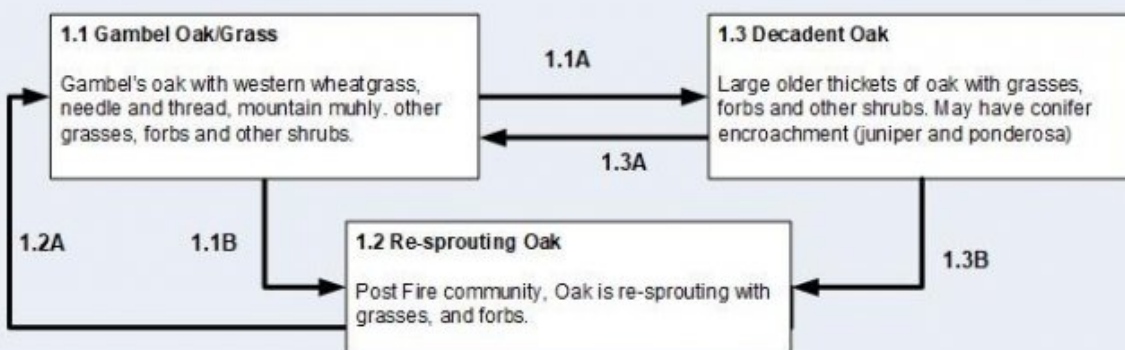 1.1 Gambel Oak/Grass
Gambel's oak with western wheatgrass,
needle and thread, mountain muhly. other
grasses, forbs and other shrubs.
1.1A
1.3A
1.3 Decadent Oak
Large older thickets of oak with grasses,
forbs and other shrubs. May have conifer
encroachment (juniper and ponderosa)
1.2A
1.1B
1.2 Re-sprouting Oak
Post Fire community, Oak is re-sprouting with
grasses, and forbs.
1.3B